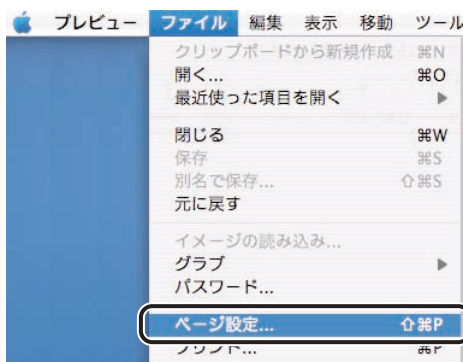 プレビュー ファイル 編集 表示 移動 ツール
クリップボードから新規作成 ⌘N
開く... ⌘O
最近使った項目を開く ▶
閉じる ⌘W
保存 ⌘S
別名で保存... ⇧⌘S
元に戻す
イメージの読み込み...
グラブ ▶
パスワード...
ページ設定... ⇧⌘P
プリント... ⌘P